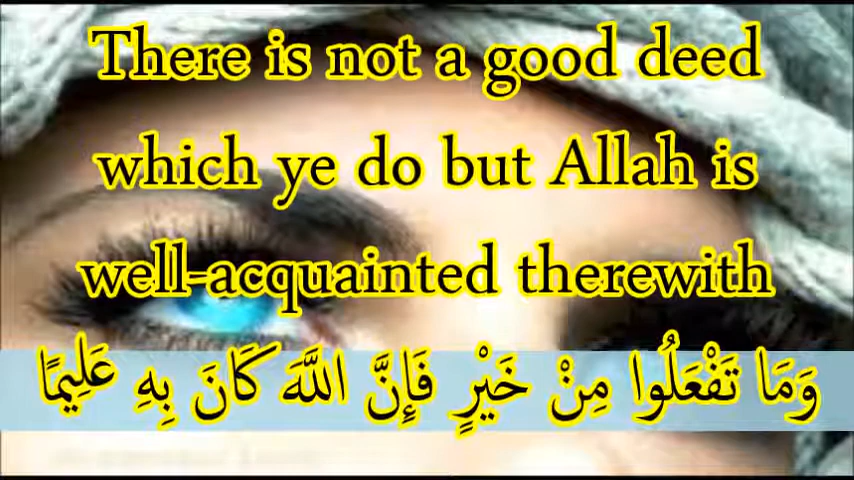 There is not a good deed
which ye do but Allah is
well-acquainted therewith
وَمَا تَفْعَلُوا مِنْ خَيْرٍ فَإِنَّ اللَّهَ كَانَ بِهِ عَلِيمًا